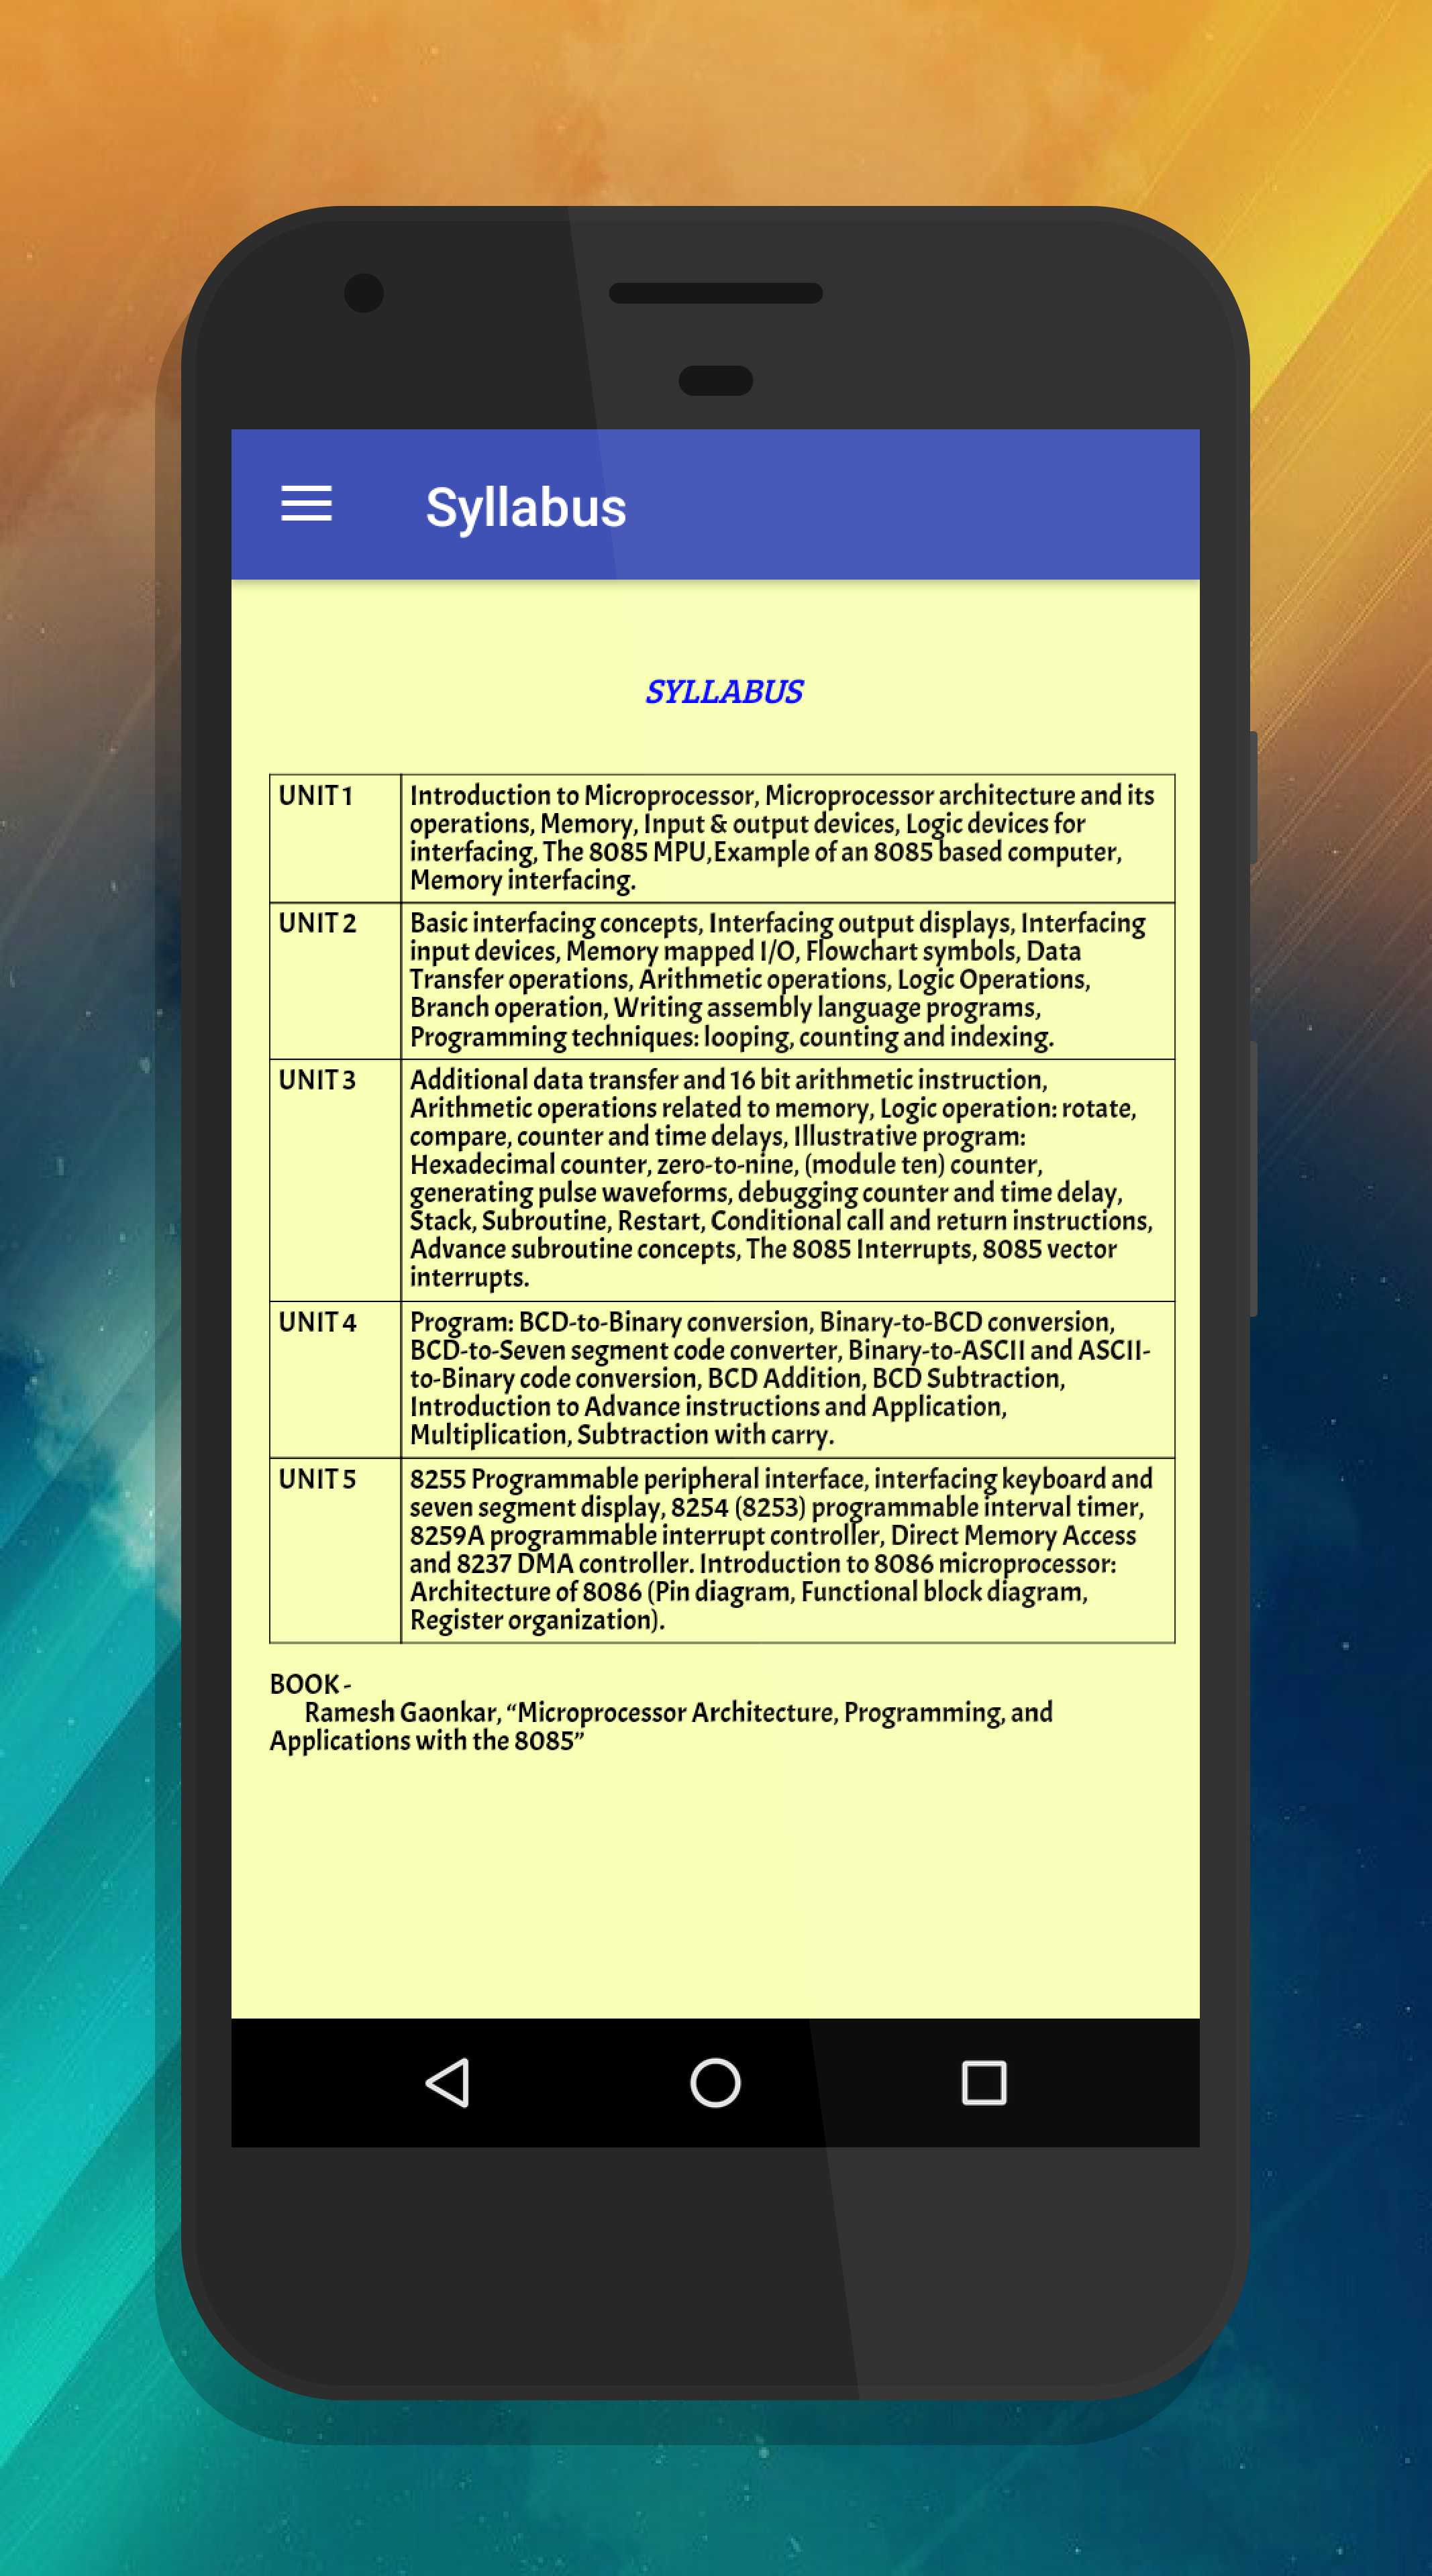 Syllabus
SYLLABUS
UNIT 1
Introduction to Microprocessor, Microprocessor architecture and its
operations, Memory, Input & output devices, Logic devices for
interfacing, The 8085 MPU,Example of an 8085 based computer,
Memory interfacing.
UNIT 2
Basic interfacing concepts, Interfacing output displays, Interfacing
input devices, Memory mapped I/O, Flowchart symbols, Data
Transfer operations, Arithmetic operations, Logic Operations,
Branch operation, Writing assembly language programs,
Programming techniques: looping, counting and indexing.
UNIT 3
Additional data transfer and 16 bit arithmetic instruction,
Arithmetic operations related to memory, Logic operation: rotate,
compare, counter and time delays, Illustrative program:
Hexadecimal counter, zero-to-nine, (module ten) counter,
generating pulse waveforms, debugging counter and time delay,
Stack, Subroutine, Restart, Conditional call and return instructions,
Advance subroutine concepts, The 8085 Interrupts, 8085 vector
interrupts.
UNIT 4
Program: BCD-to-Binary conversion, Binary-to-BCD conversion,
BCD-to-Seven segment code converter, Binary-to-ASCII and ASCII-
to-Binary code conversion, BCD Addition, BCD Subtraction,
Introduction to Advance instructions and Application,
Multiplication, Subtraction with carry.
UNIT 5
8255 Programmable peripheral interface, interfacing keyboard and
seven segment display, 8254 (8253) programmable interval timer,
8259A programmable interrupt controller, Direct Memory Access
and 8237 DMA controller. Introduction to 8086 microprocessor:
Architecture of 8086 (Pin diagram, Functional block diagram,
Register organization).
BOOK -
Ramesh Gaonkar, “Microprocessor Architecture, Programming, and
Applications with the 8085”